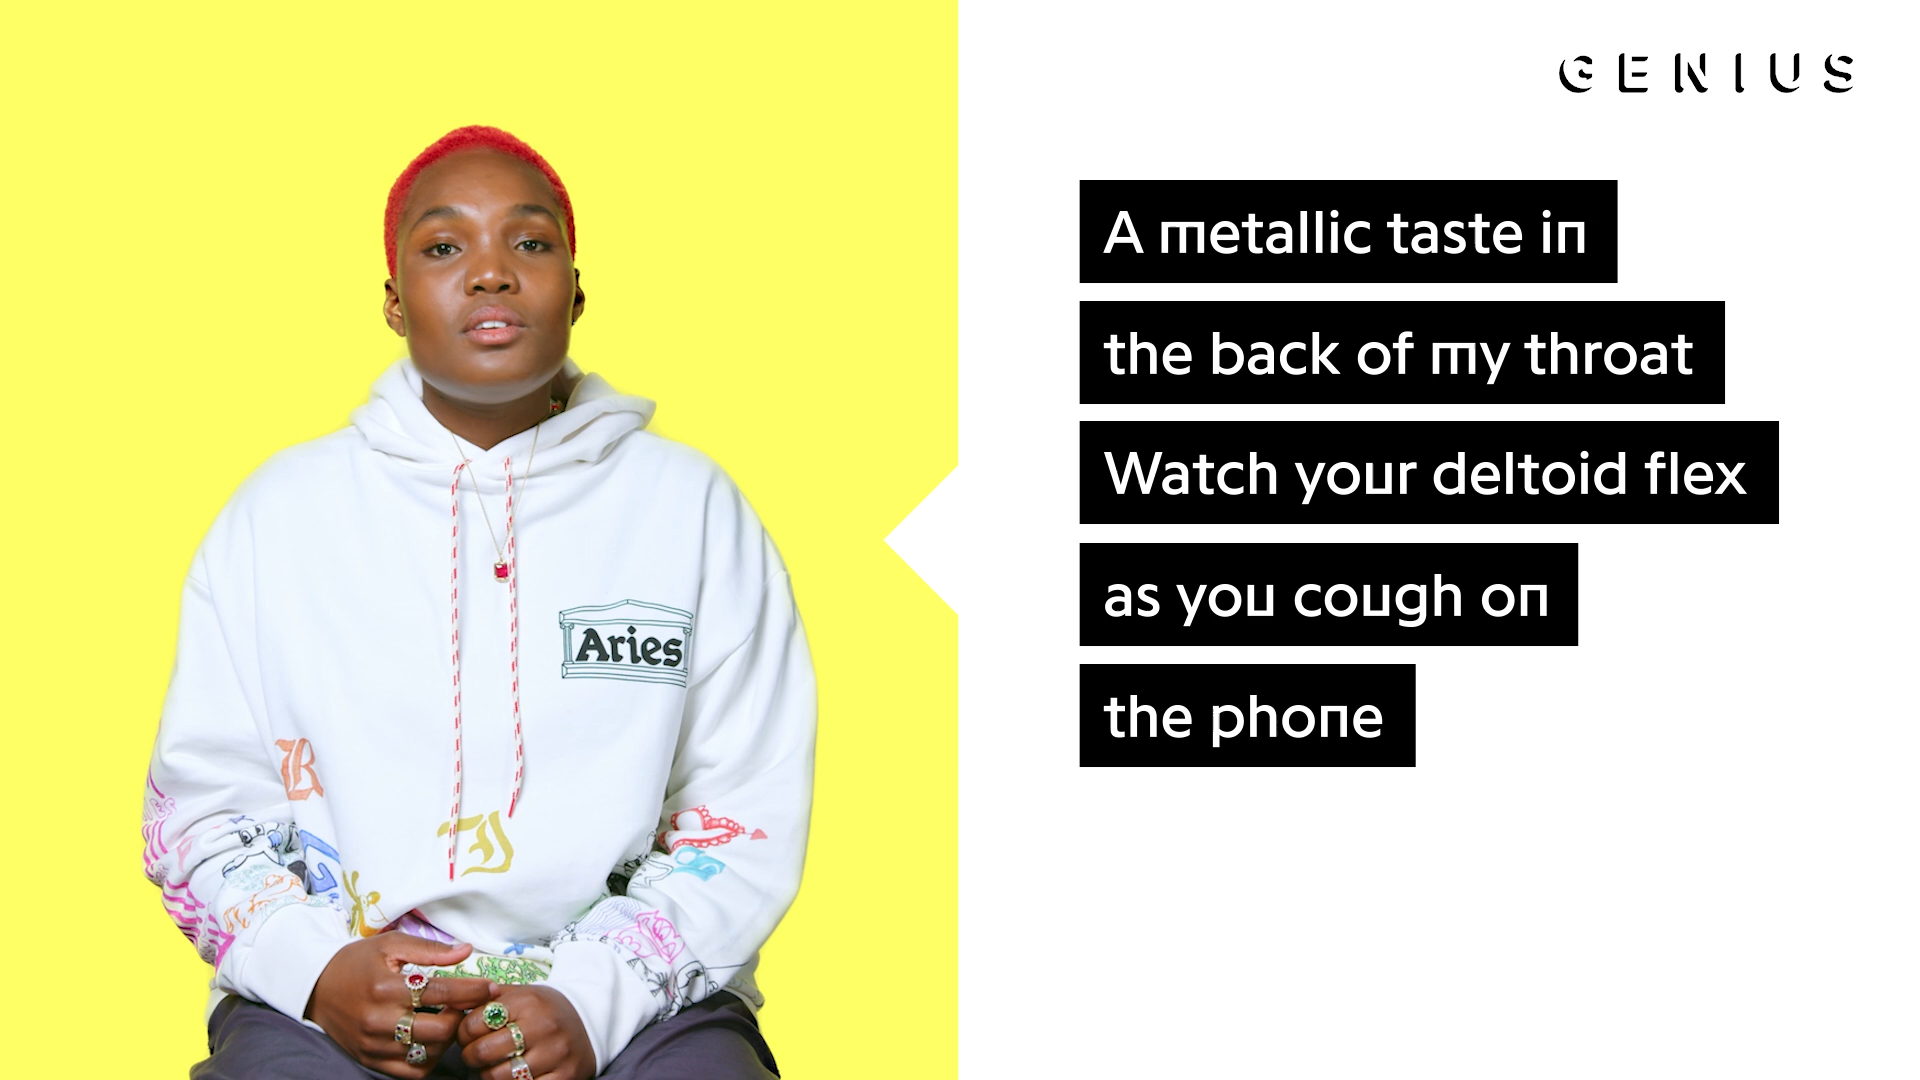 GENIUS
A metallic taste in
the back of my throat
Watch your deltoid flex
as you cough on
the phone
Aries
R